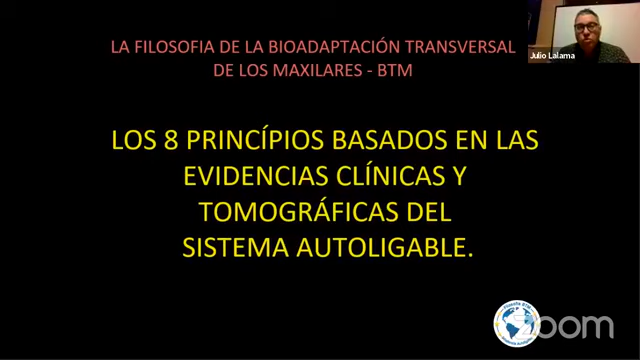 LA FILOSOFIA DE LA BIOADAPTACIÓN TRANSVERSAL
DE LOS MAXILARES - BTM
Julio Lalama
LOS 8 PRINCÍPIOS BASADOS EN LAS
EVIDENCIAS CLÍNICAS Y
TOMOGRÁFICAS DEL
SISTEMA AUTOLIGABLE.
zoom